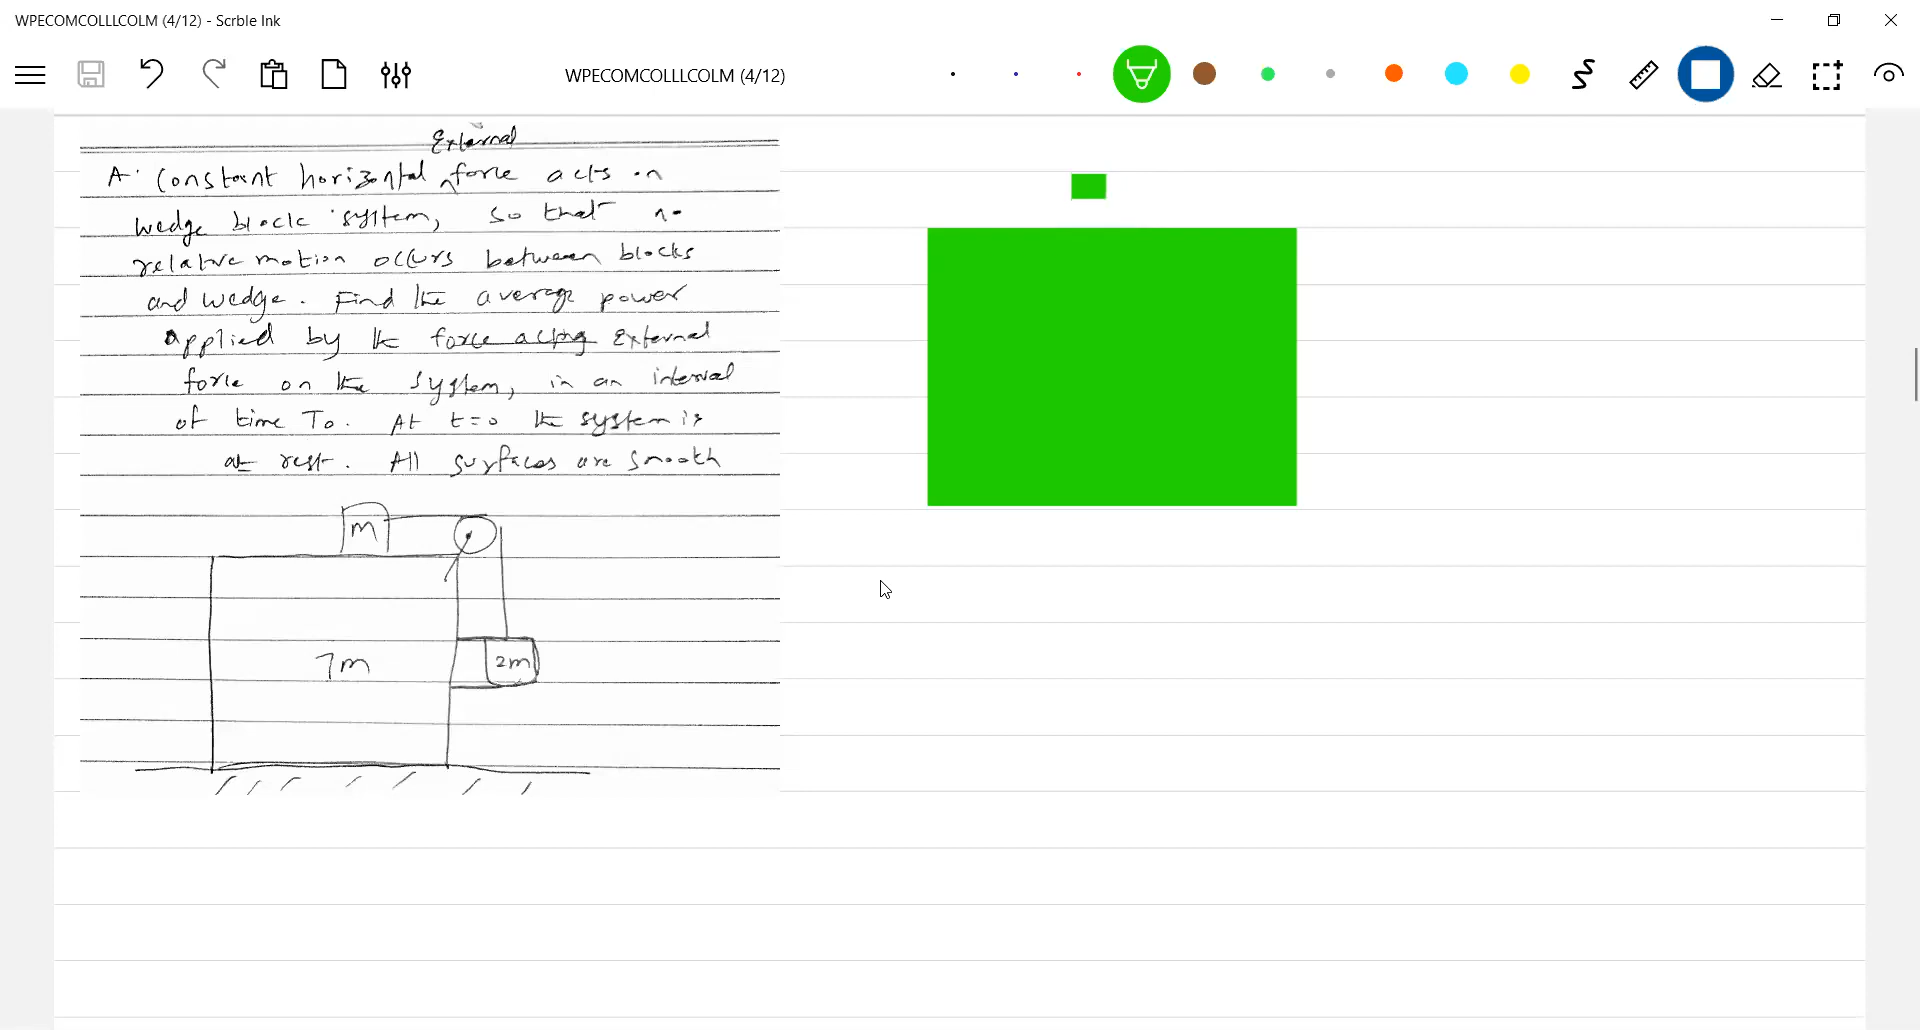 WPECOMCOLLLCOLM (4/12) - Scrble Ink
WPECOMCOLLLCOLM (4/12)
External
A. Constant horizontal ^ force acts on
wedge block system, so that no
relative motion occurs between blocks
and wedge. Find the average power
applied by the force acting External
force on the system, in an interval
of time To. At t=0 the system is
at rest. All surfaces are smooth
m
7m
2m